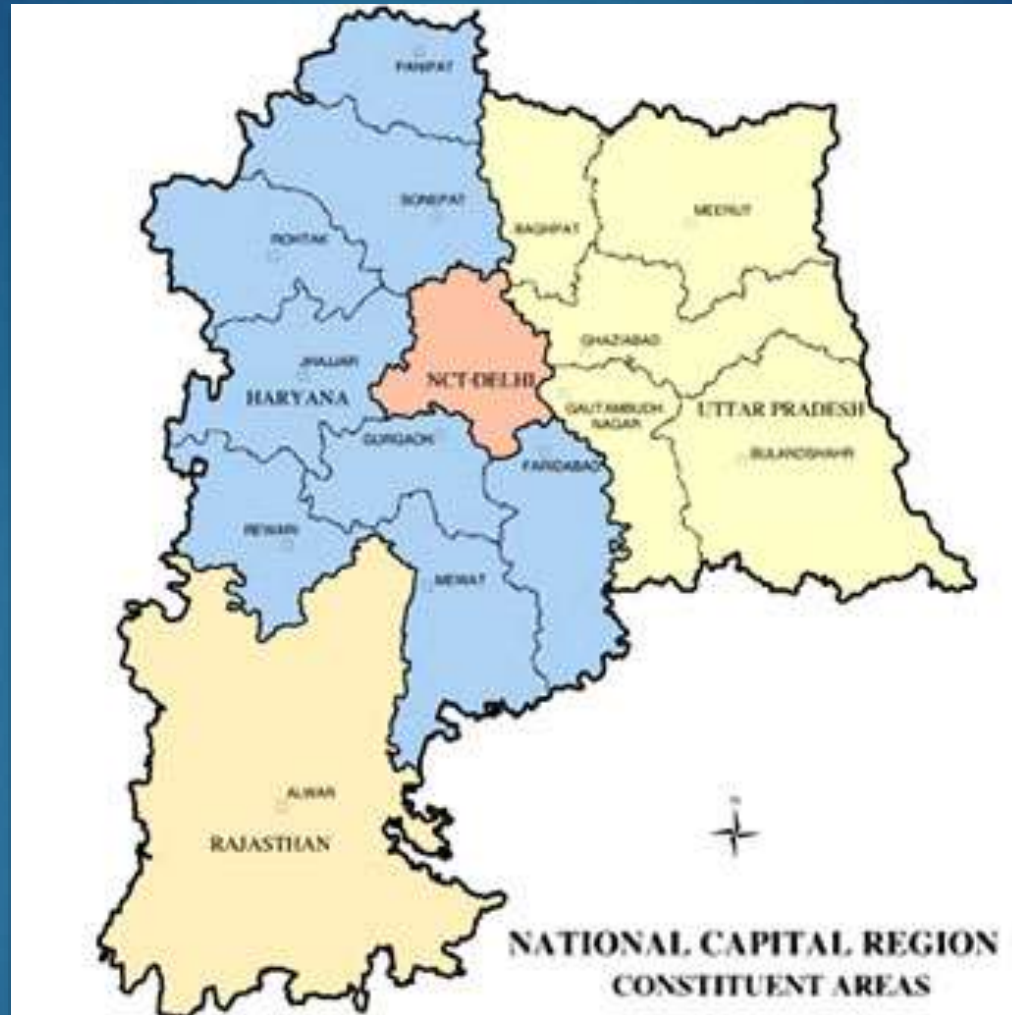 PANIPAT
SONEPAT
BAGHPAT
MEERUT
ROHTAK
GHAZIABAD
JHAJJAR
HARYANA
NCT-DELHI
GAUTAMBUDH
NAGAR
UTTAR PRADESH
GURGAON
FARIDABAD
BULANDSHAHR
REWARI
MEWAT
ALWAR
RAJASTHAN
N
NATIONAL CAPITAL REGION
CONSTITUENT AREAS